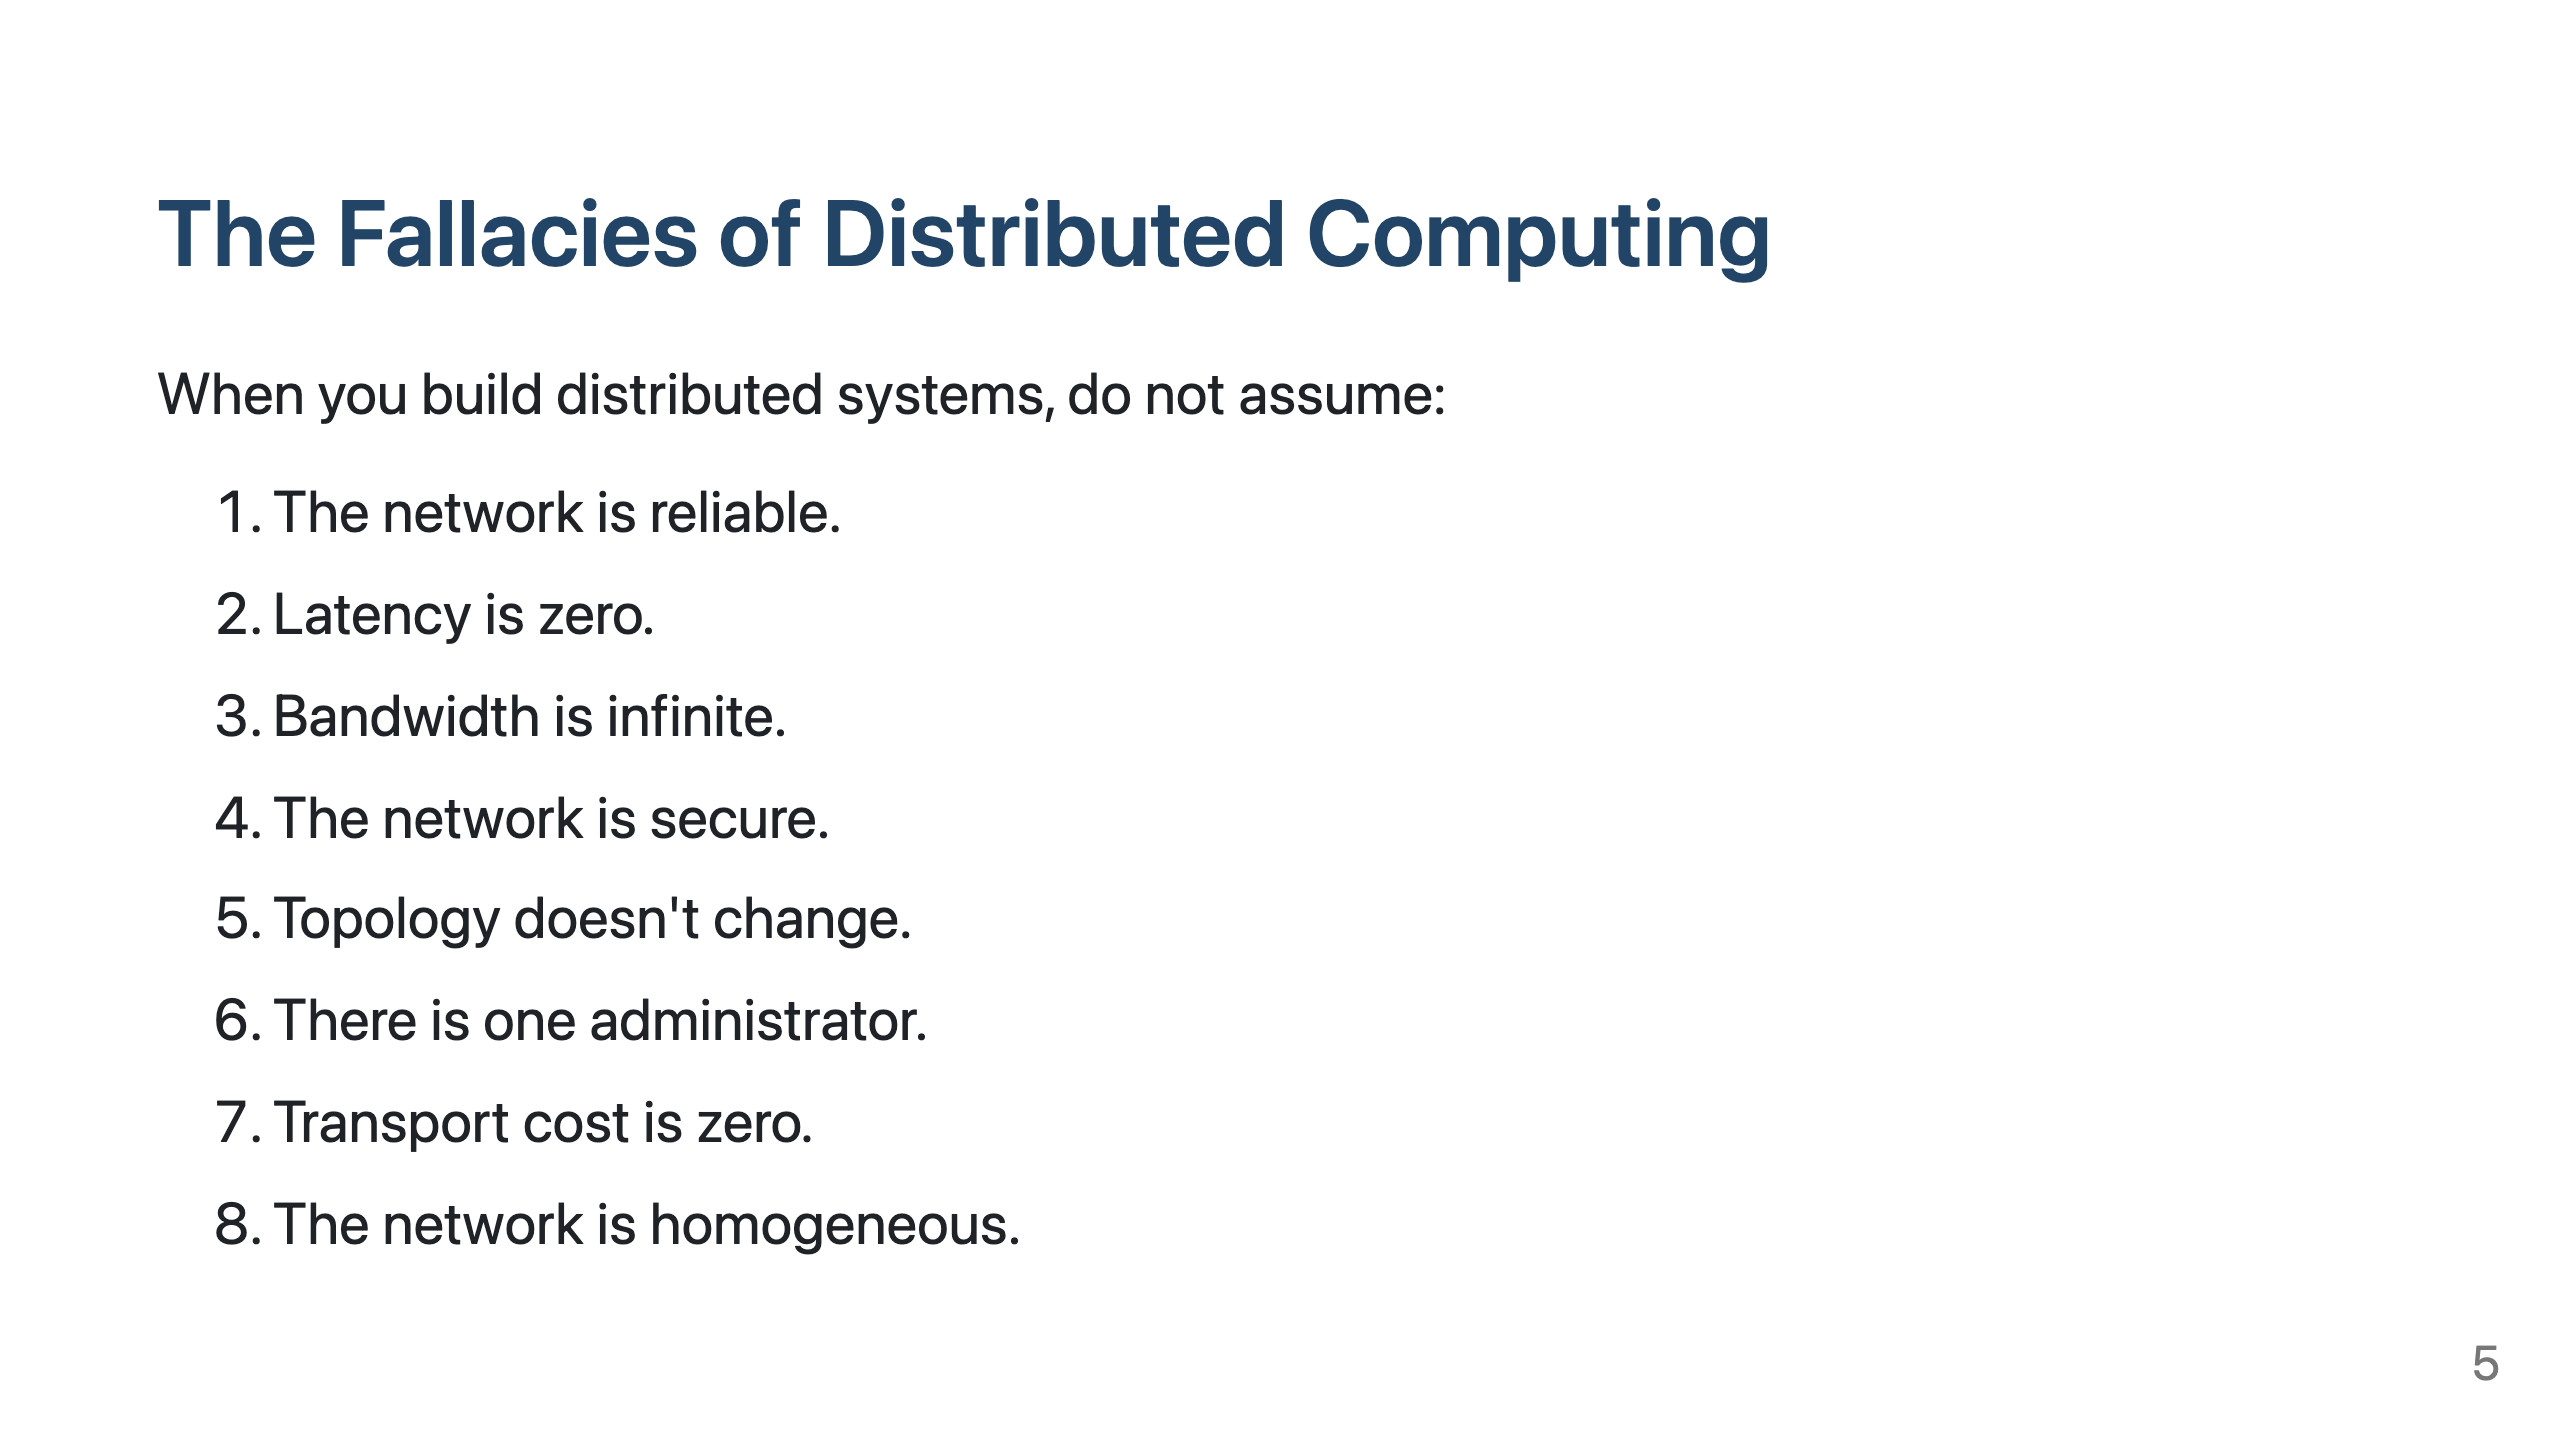 The Fallacies of Distributed Computing
When you build distributed systems, do not assume:
1. The network is reliable.
2. Latency is zero.
3. Bandwidth is infinite.
4. The network is secure.
5. Topology doesn't change.
6. There is one administrator.
7. Transport cost is zero.
8. The network is homogeneous.
5